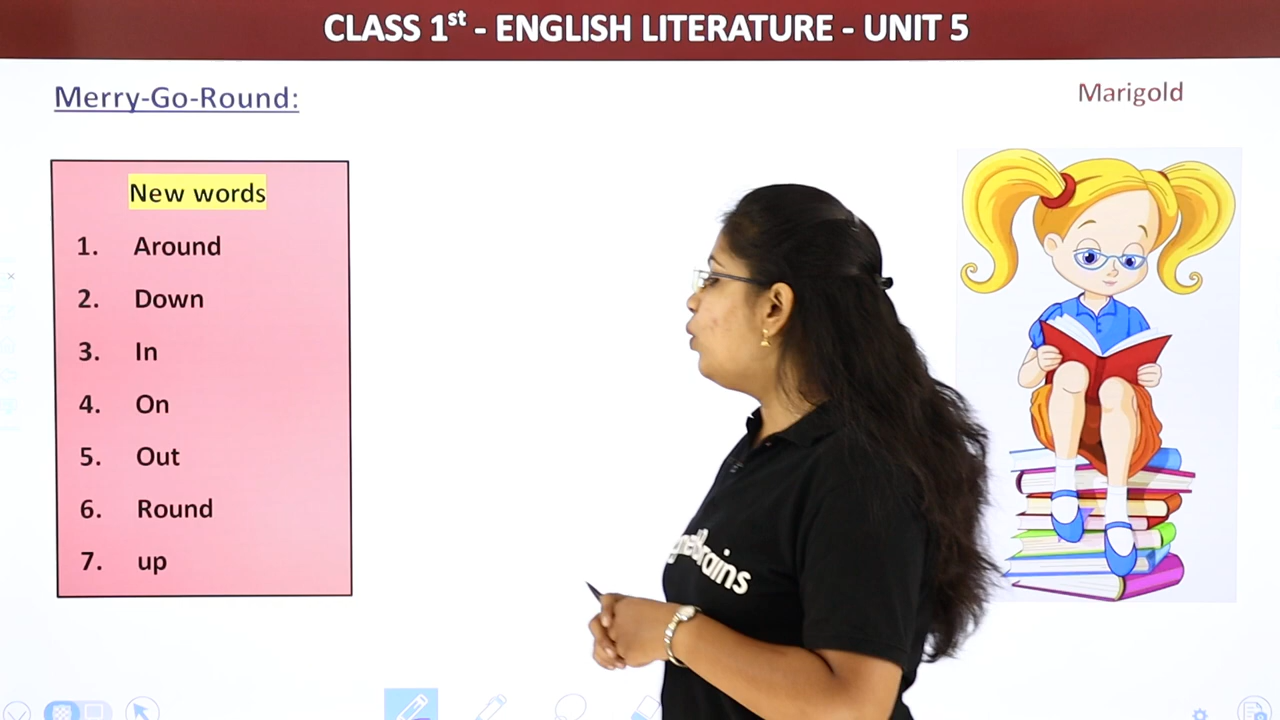 CLASS 1st - ENGLISH LITERATURE - UNIT 5
Merry-Go-Round:
Marigold
New words
1. Around
2. Down
3. In
4. On
5. Out
6. Round
7. up